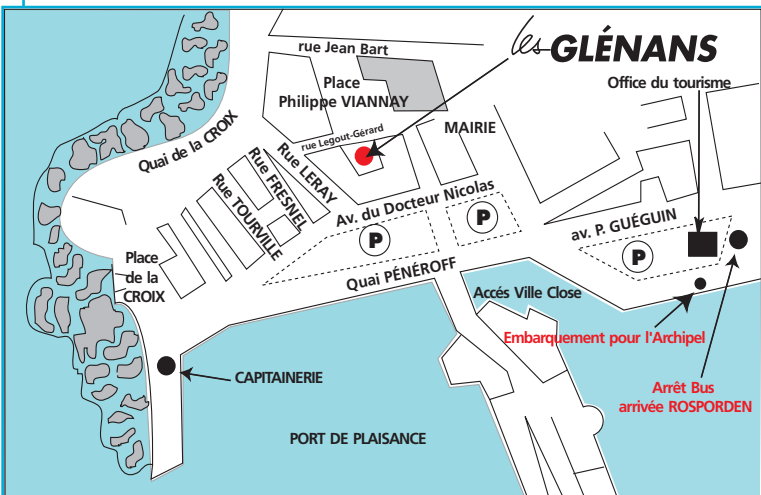 les GLÉNANS
rue Jean Bart
Place
Philippe VIANNAY
Office du tourisme
rue Legout-Gérard
MAIRIE
Quai de la CROIX
Rue LERAY
Rue FRESNEL
Rue TOURVILLE
Av. du Docteur Nicolas
P
P
av. P. GUÉGUIN
P
Place
de la
CROIX
Quai PÉNÉROFF
Accés Ville Close
Embarquement pour l'Archipel
CAPITAINERIE
Arrêt Bus
arrivée ROSPORDEN
PORT DE PLAISANCE